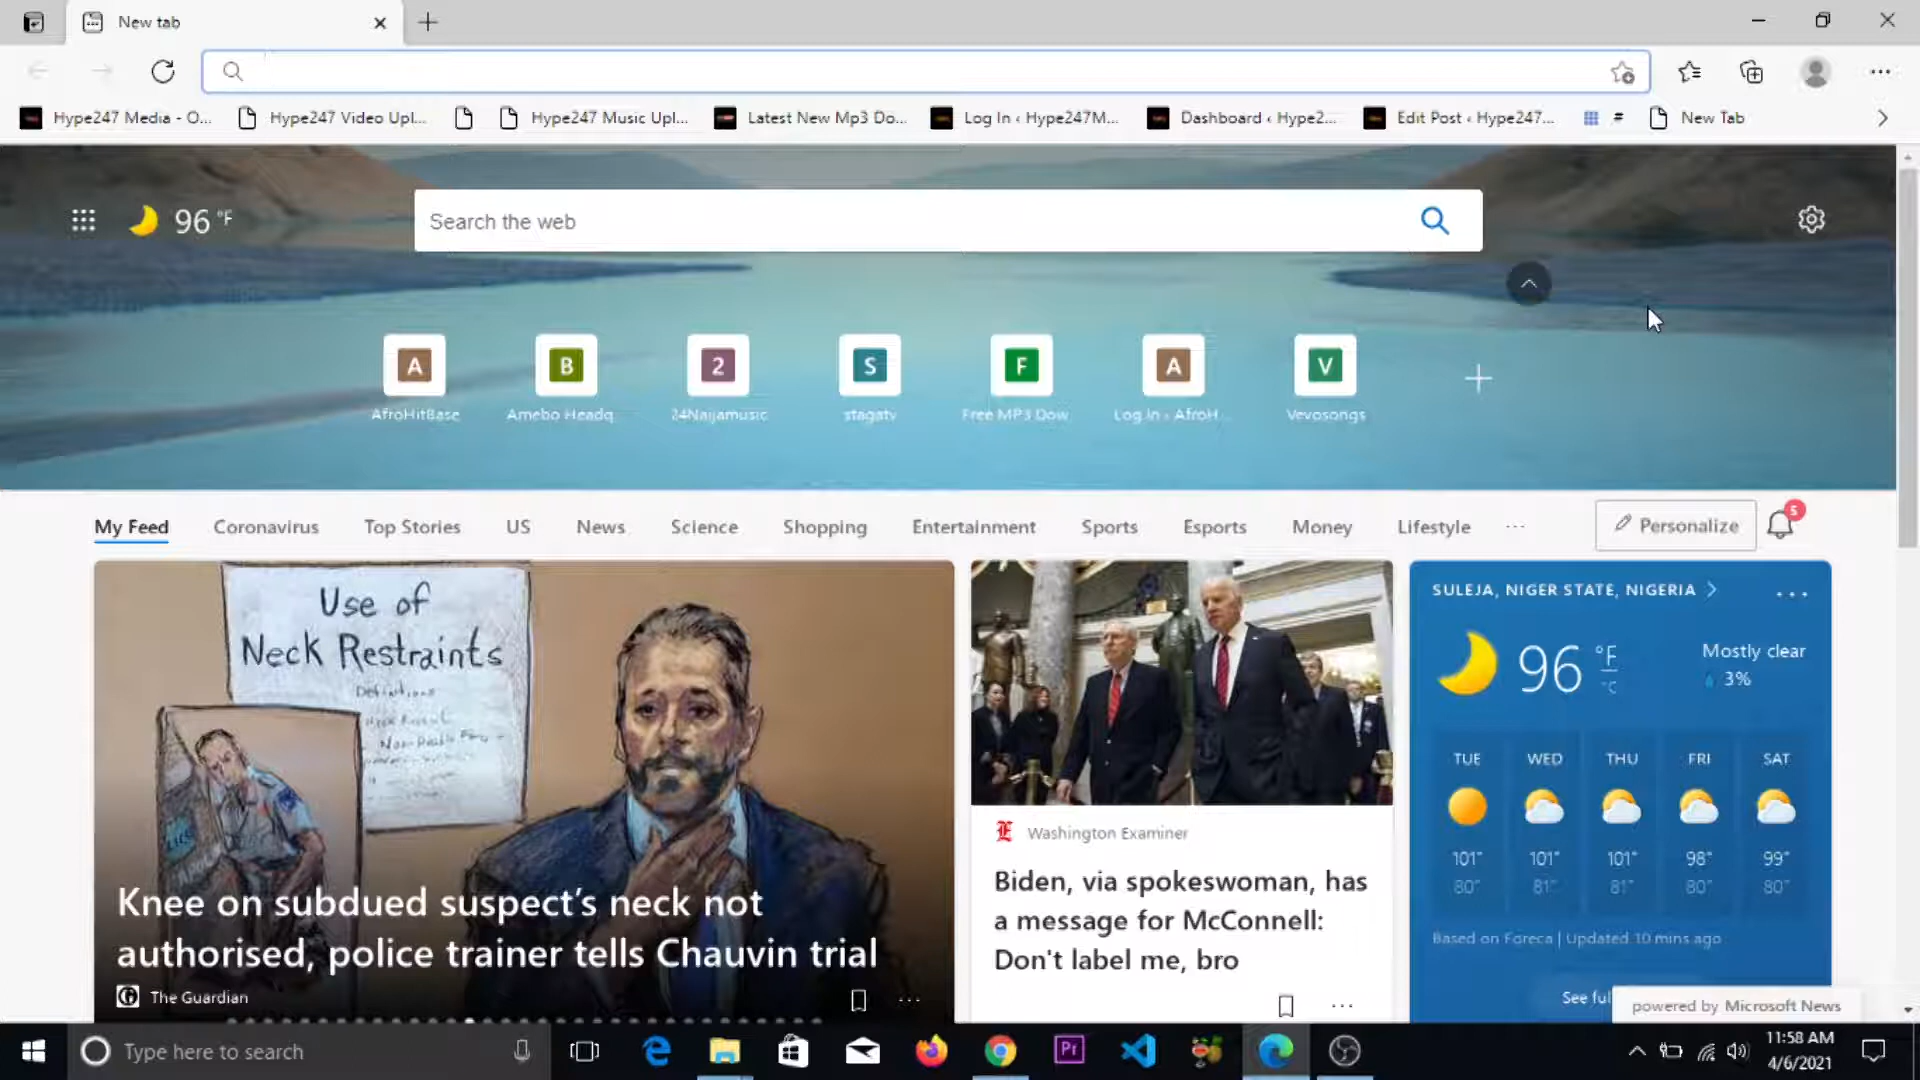 New tab
Hype247 Media - O...
Hype247 Video Upl...
Hype247 Music Upl...
Latest New Mp3 Do...
Log In ‹ Hype247M...
Dashboard ‹ Hype2...
Edit Post ‹ Hype247...
#
New Tab
96 °F
Search the web
A
B
2
S
F
A
V
AfroHitBase
Amebo Headq
24Naijamusic
stagatv
Free MP3 Dow
Log In ‹ AfroH...
Vevosongs
My Feed
Coronavirus
Top Stories
US
News
Science
Shopping
Entertainment
Sports
Esports
Money
Lifestyle
...
Personalize
5
Use of
Neck Restraints
Definitions
Knee on subdued suspect’s neck not
authorised, police trainer tells Chauvin trial
The Guardian
Washington Examiner
Biden, via spokeswoman, has
a message for McConnell:
Don't label me, bro
SULEJA, NIGER STATE, NIGERIA
96 °F
°C
Mostly clear
3%
TUE WED THU FRI SAT
101° 101° 101° 98° 99°
80° 81° 81° 80° 80°
Based on Foreca | Updated 10 mins ago
See ful
powered by Microsoft News
Type here to search
Pr
11:58 AM
4/6/2021